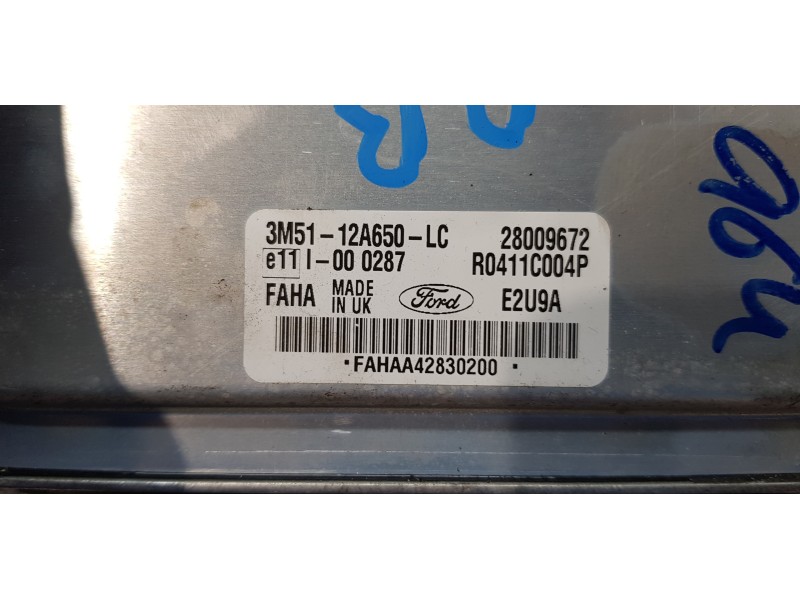 3M51-12A650-LC 28009672
e11 I-00 0287 R0411C004P
FAHA MADE IN UK Ford E2U9A
·FAHAA42830200·